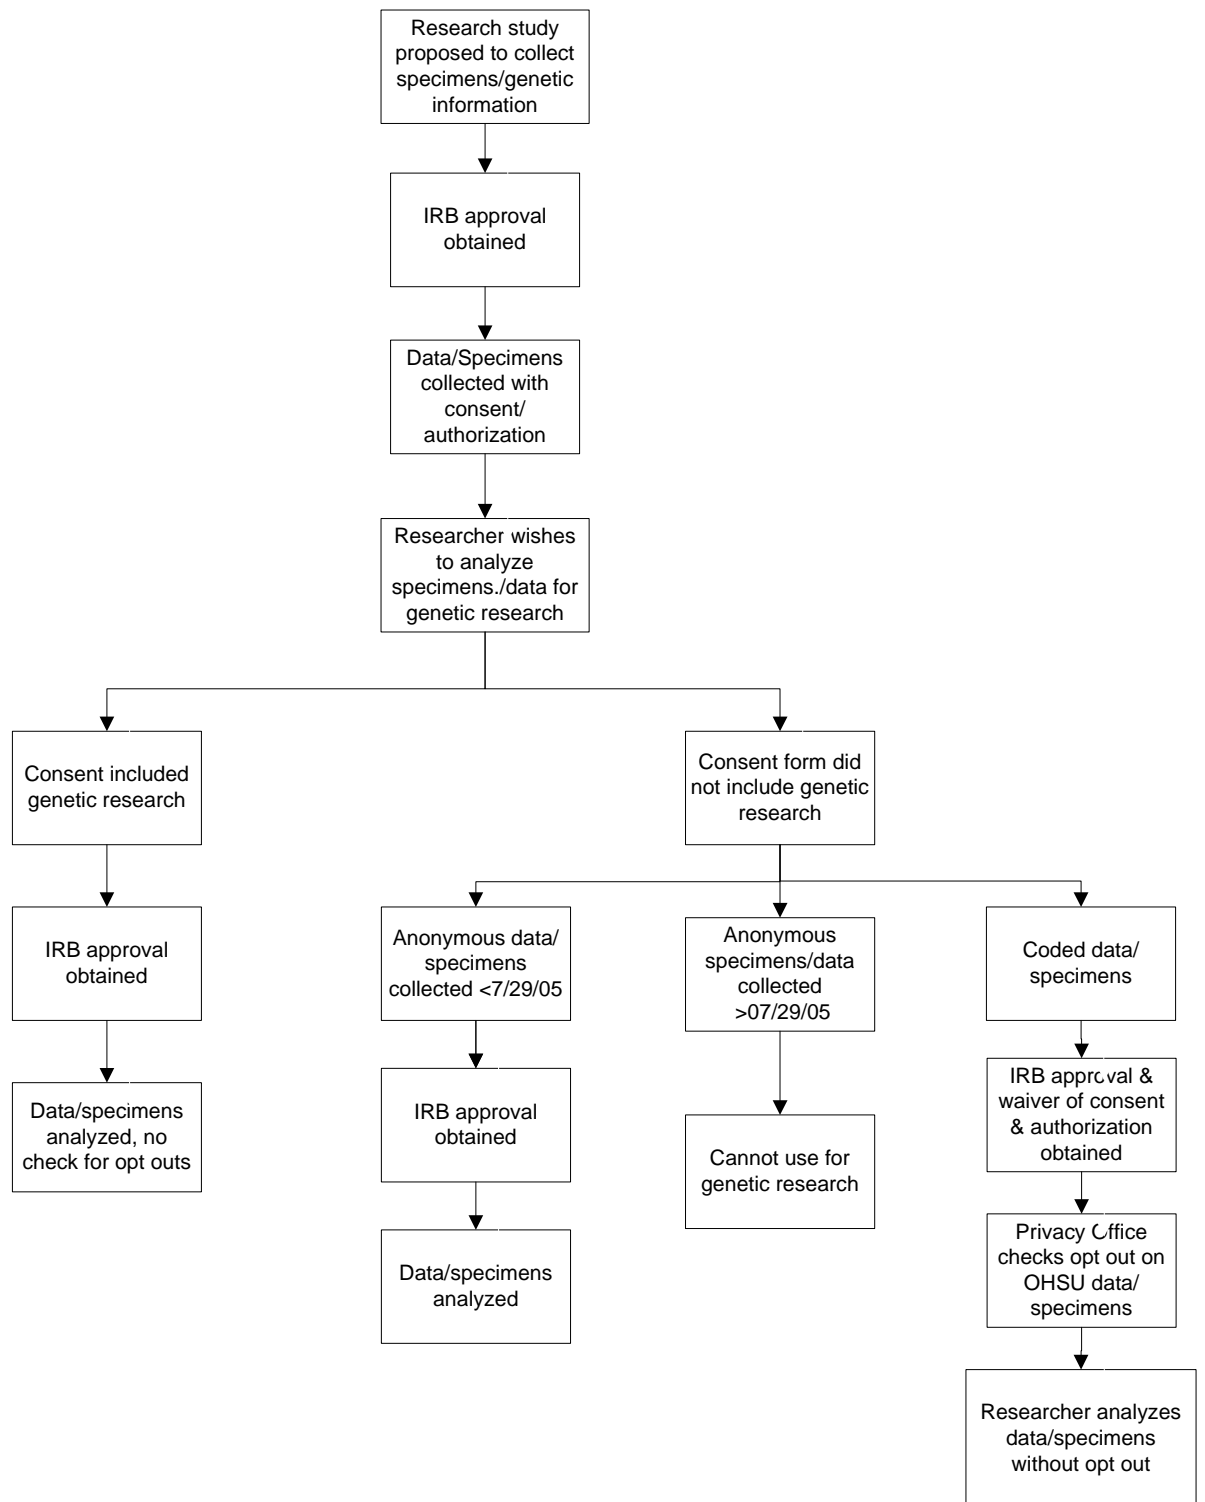 Research study
proposed to collect
specimens/genetic
information
IRB approval
obtained
Data/Specimens
collected with
consent/
authorization
Researcher wishes
to analyze
specimens./data for
genetic research
Consent included
genetic research
Consent form did
not include genetic
research
IRB approval
obtained
Anonymous data/
specimens
collected <7/29/05
Anonymous
specimens/data
collected
>07/29/05
Coded data/
specimens
Data/specimens
analyzed, no
check for opt outs
IRB approval
obtained
Cannot use for
genetic research
IRB approval &
waiver of consent
& authorization
obtained
Data/specimens
analyzed
Privacy Office
checks opt out on
OHSU data/
specimens
Researcher analyzes
data/specimens
without opt out